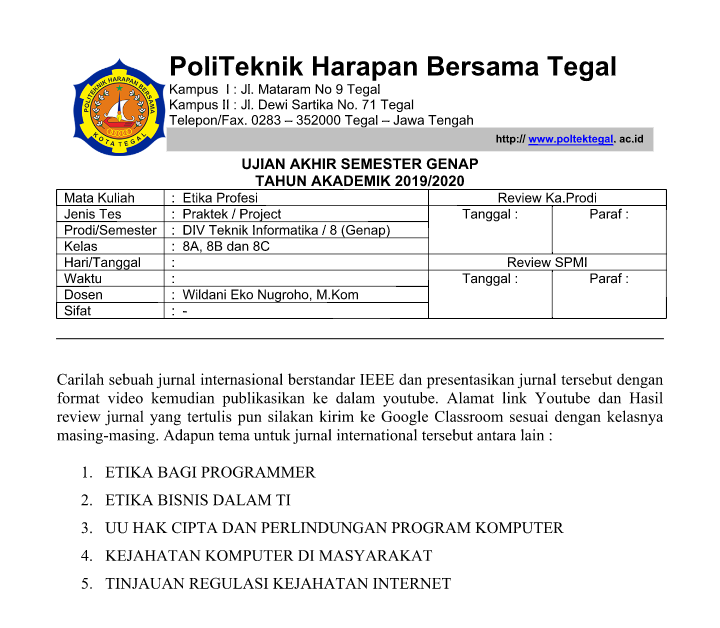 PoliTeknik Harapan Bersama Tegal
Kampus I : Jl. Mataram No 9 Tegal
Kampus II : Jl. Dewi Sartika No. 71 Tegal
Telepon/Fax. 0283 – 352000 Tegal – Jawa Tengah
http:// www.poltektegal. ac.id
POLITEKNIK HARAPAN BERSAMA
KOTA TEGAL
UJIAN AKHIR SEMESTER GENAP
TAHUN AKADEMIK 2019/2020
Mata Kuliah : Etika Profesi Review Ka.Prodi
Jenis Tes : Praktek / Project Tanggal : Paraf :
Prodi/Semester : DIV Teknik Informatika / 8 (Genap)
Kelas : 8A, 8B dan 8C
Hari/Tanggal : Review SPMI
Waktu : Tanggal : Paraf :
Dosen : Wildani Eko Nugroho, M.Kom
Sifat : -
Carilah sebuah jurnal internasional berstandar IEEE dan presentasikan jurnal tersebut dengan
format video kemudian publikasikan ke dalam youtube. Alamat link Youtube dan Hasil
review jurnal yang tertulis pun silakan kirim ke Google Classroom sesuai dengan kelasnya
masing-masing. Adapun tema untuk jurnal international tersebut antara lain :
1. ETIKA BAGI PROGRAMMER
2. ETIKA BISNIS DALAM TI
3. UU HAK CIPTA DAN PERLINDUNGAN PROGRAM KOMPUTER
4. KEJAHATAN KOMPUTER DI MASYARAKAT
5. TINJAUAN REGULASI KEJAHATAN INTERNET